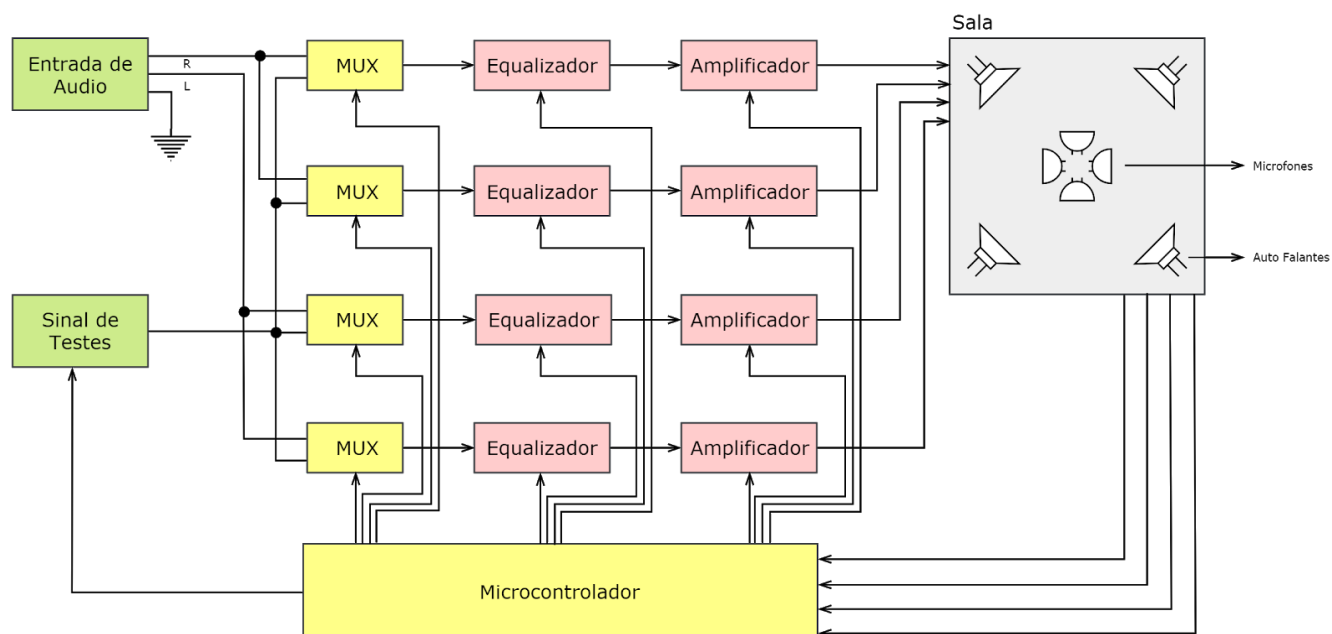 Sala
Entrada de
Audio
R
L
MUX
Equalizador
Amplificador
MUX
Equalizador
Amplificador
Microfones
Auto Falantes
Sinal de
Testes
MUX
Equalizador
Amplificador
MUX
Equalizador
Amplificador
Microcontrolador